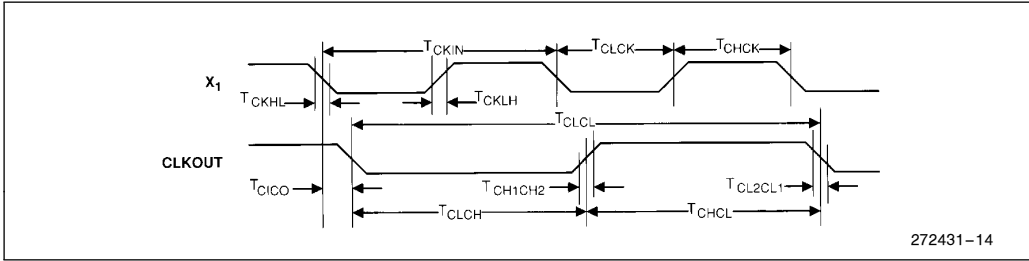 TCKIN TCLCK TCHCK
X1
TCKHL TCKLH
TCLCL
CLKOUT
TCICO TCH1CH2 TCL2CL1
TCLCH TCHCL
272431-14